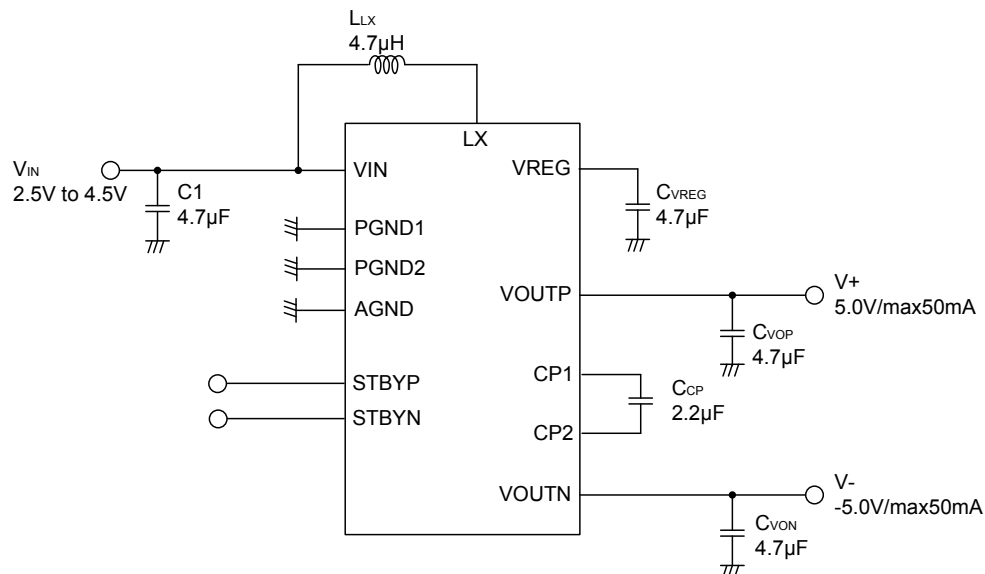 LLX
4.7µH
LX
VIN
2.5V to 4.5V
C1
4.7µF
VIN
PGND1
PGND2
AGND
STBYP
STBYN
VREG
CVREG
4.7µF
VOUTP
V+
5.0V/max50mA
CVOP
4.7µF
CP1
CCP
2.2µF
CP2
VOUTN
V-
-5.0V/max50mA
CVON
4.7µF